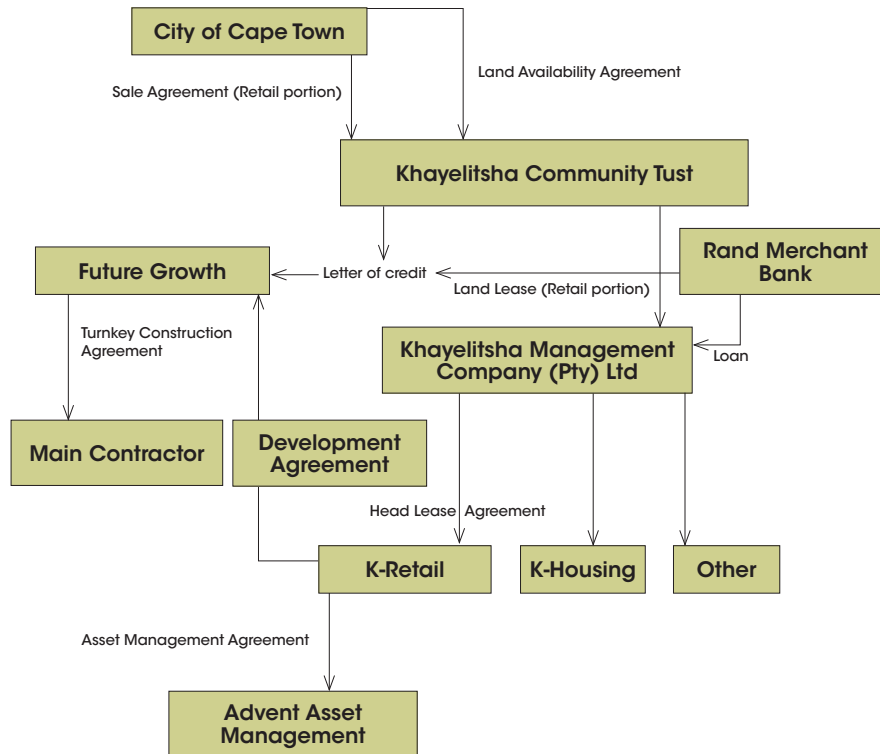 City of Cape Town
Land Availability Agreement
Sale Agreement (Retail portion)
Khayelitsha Community Tust
Rand Merchant
Bank
Future Growth
Letter of credit
Land Lease (Retail portion)
Turnkey Construction
Agreement
Khayelitsha Management
Company (Pty) Ltd
Loan
Main Contractor
Development
Agreement
Head Lease Agreement
K-Retail
K-Housing
Other
Asset Management Agreement
Advent Asset
Management